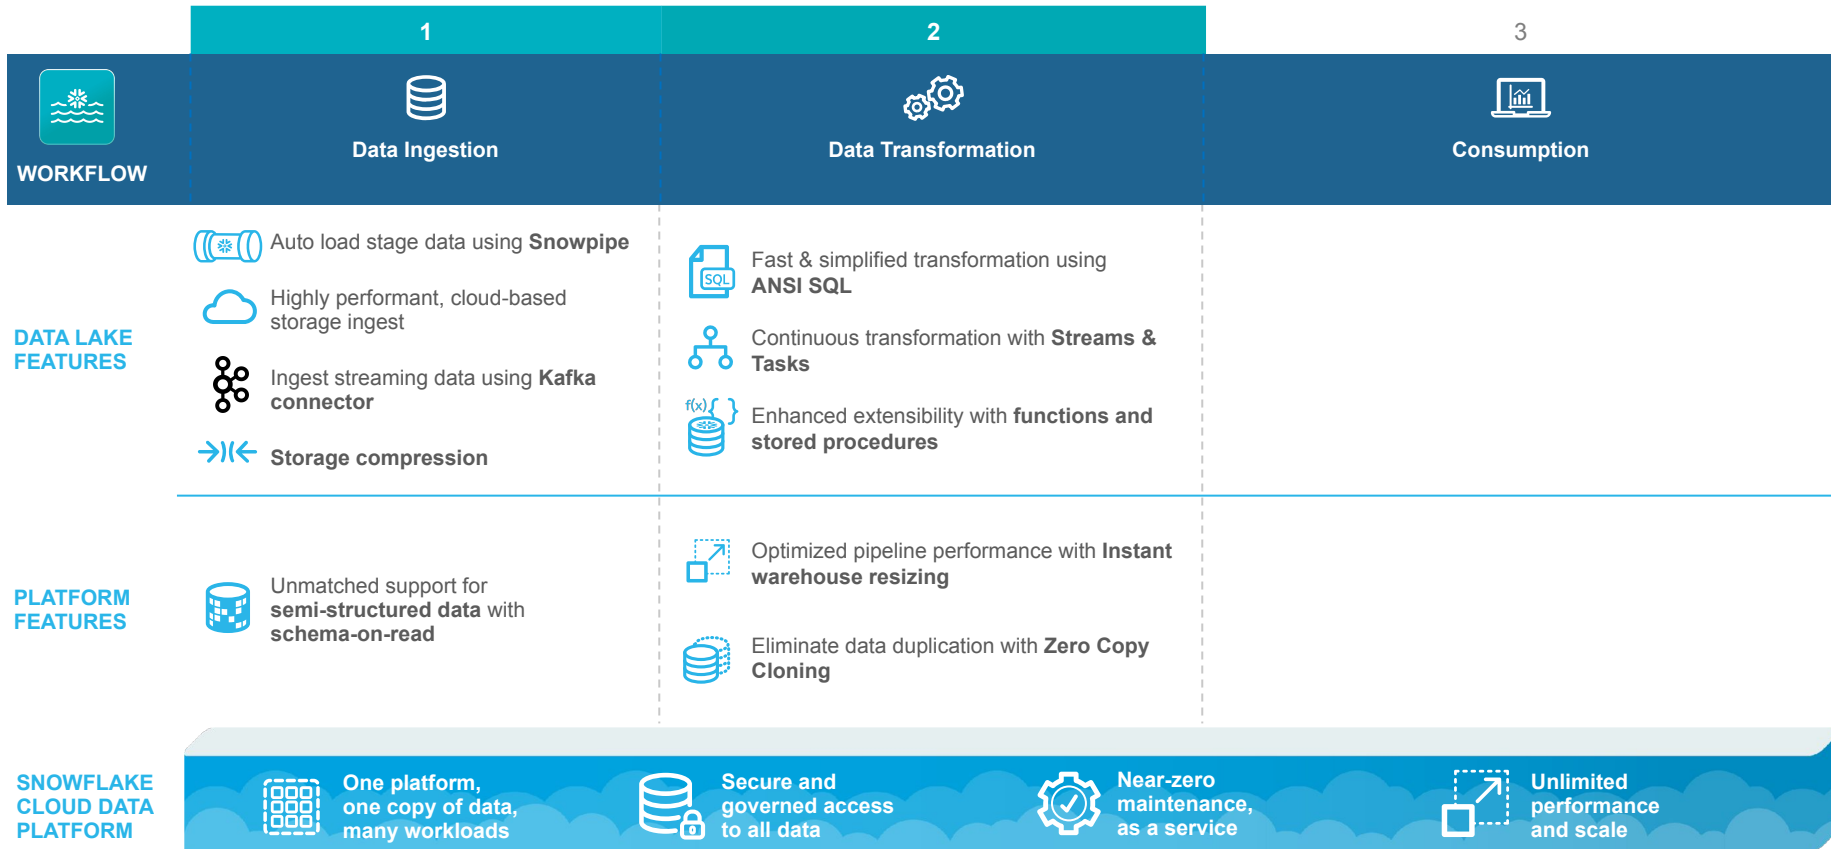 1
2
3
WORKFLOW
Data Ingestion
Data Transformation
Consumption
DATA LAKE
FEATURES
Auto load stage data using Snowpipe
Highly performant, cloud-based
storage ingest
Ingest streaming data using Kafka
connector
Storage compression
SQL
Fast & simplified transformation using
ANSI SQL
Continuous transformation with Streams &
Tasks
f(x) { }
Enhanced extensibility with functions and
stored procedures
PLATFORM
FEATURES
Unmatched support for
semi-structured data with
schema-on-read
Optimized pipeline performance with Instant
warehouse resizing
Eliminate data duplication with Zero Copy
Cloning
SNOWFLAKE
CLOUD DATA
PLATFORM
One platform,
one copy of data,
many workloads
Secure and
governed access
to all data
Near-zero
maintenance,
as a service
Unlimited
performance
and scale